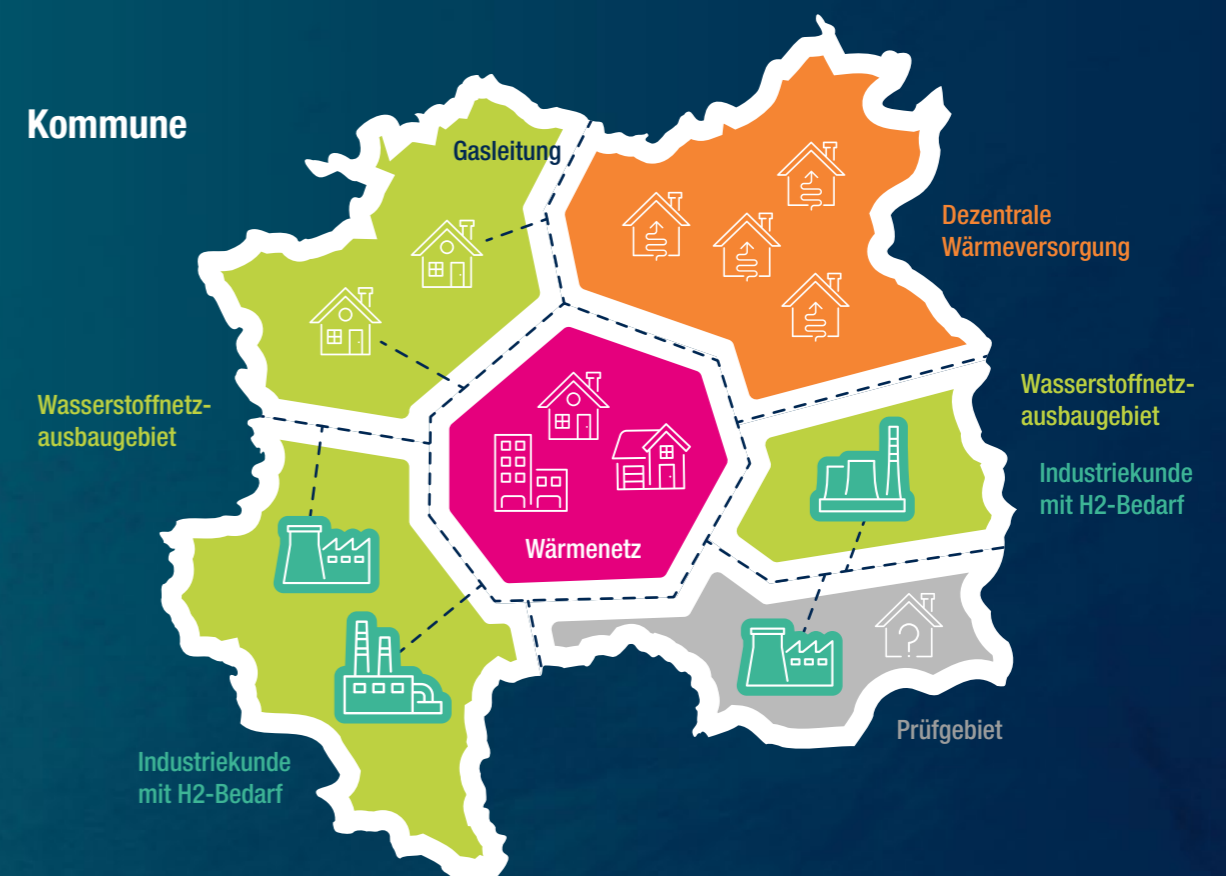 Kommune
Gasleitung
Dezentrale
Wärmeversorgung
Wasserstoffnetz-
ausbaugebiet
Wasserstoffnetz-
ausbaugebiet
Industriekunde
mit H2-Bedarf
Wärmenetz
?
Prüfgebiet
Industriekunde
mit H2-Bedarf